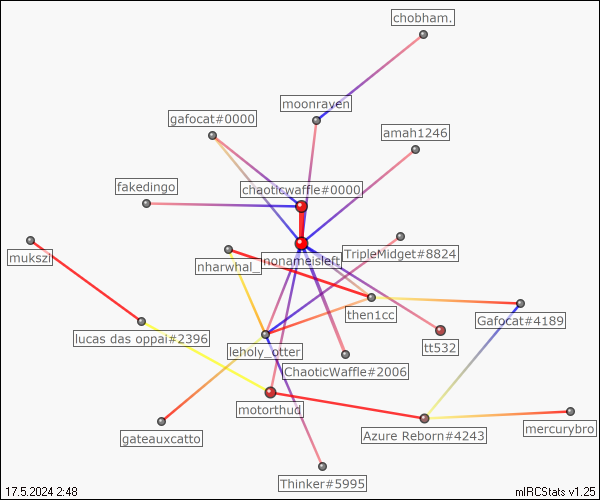 chobham.
moonraven
gafocat#0000
amah1246
fakedingo
chaoticwaffle#0000
mukszi
nharwhal_
nonameisleft
TripleMidget#8824
then1cc
Gafocat#4189
lucas das oppai#2396
leholy_otter
tt532
ChaoticWaffle#2006
motorthud
gateauxcatto
Azure Reborn#4243
mercurybro
Thinker#5995
17.5.2024 2:48
mIRCStats v1.25